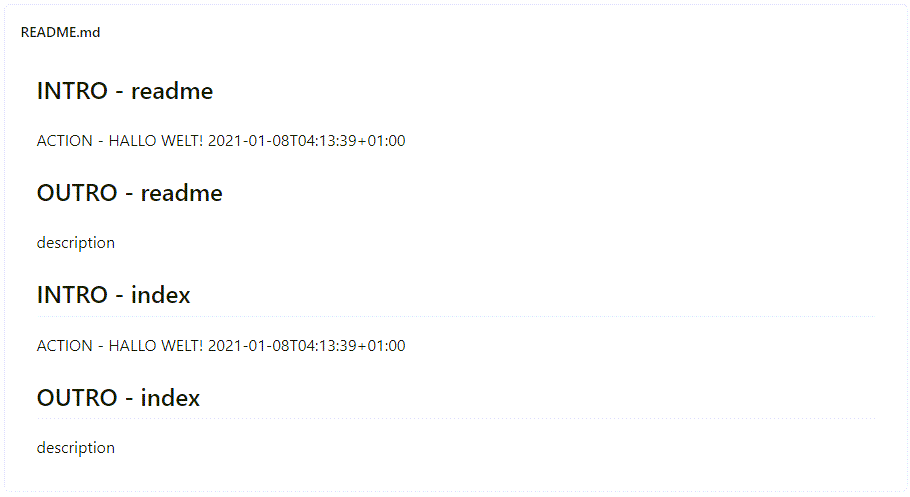 README.md
INTRO - readme
ACTION - HALLO WELT! 2021-01-08T04:13:39+01:00
OUTRO - readme
description
INTRO - index
ACTION - HALLO WELT! 2021-01-08T04:13:39+01:00
OUTRO - index
description